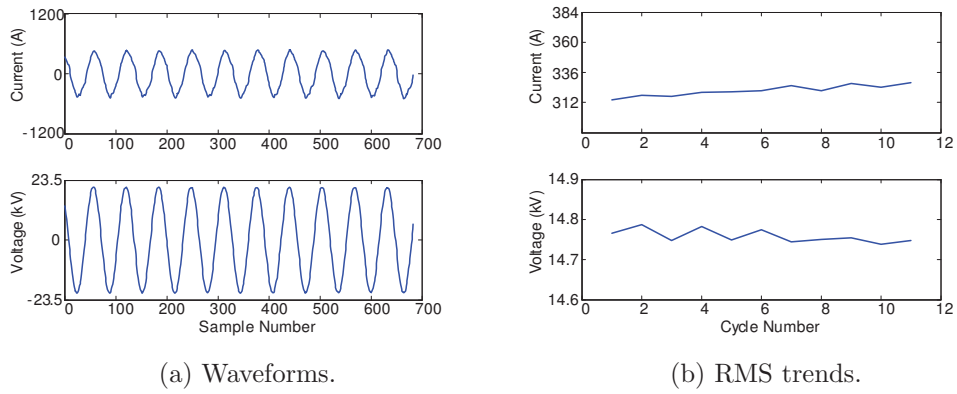 1200
0
-1200
Current (A)
0 100 200 300 400 500 600 700
23.5
0
-23.5
Voltage (kV)
0 100 200 300 400 500 600 700
Sample Number
(a) Waveforms.
384
360
336
312
Current (A)
0 2 4 6 8 10 12
14.9
14.8
14.7
14.6
Voltage (kV)
0 2 4 6 8 10 12
Cycle Number
(b) RMS trends.